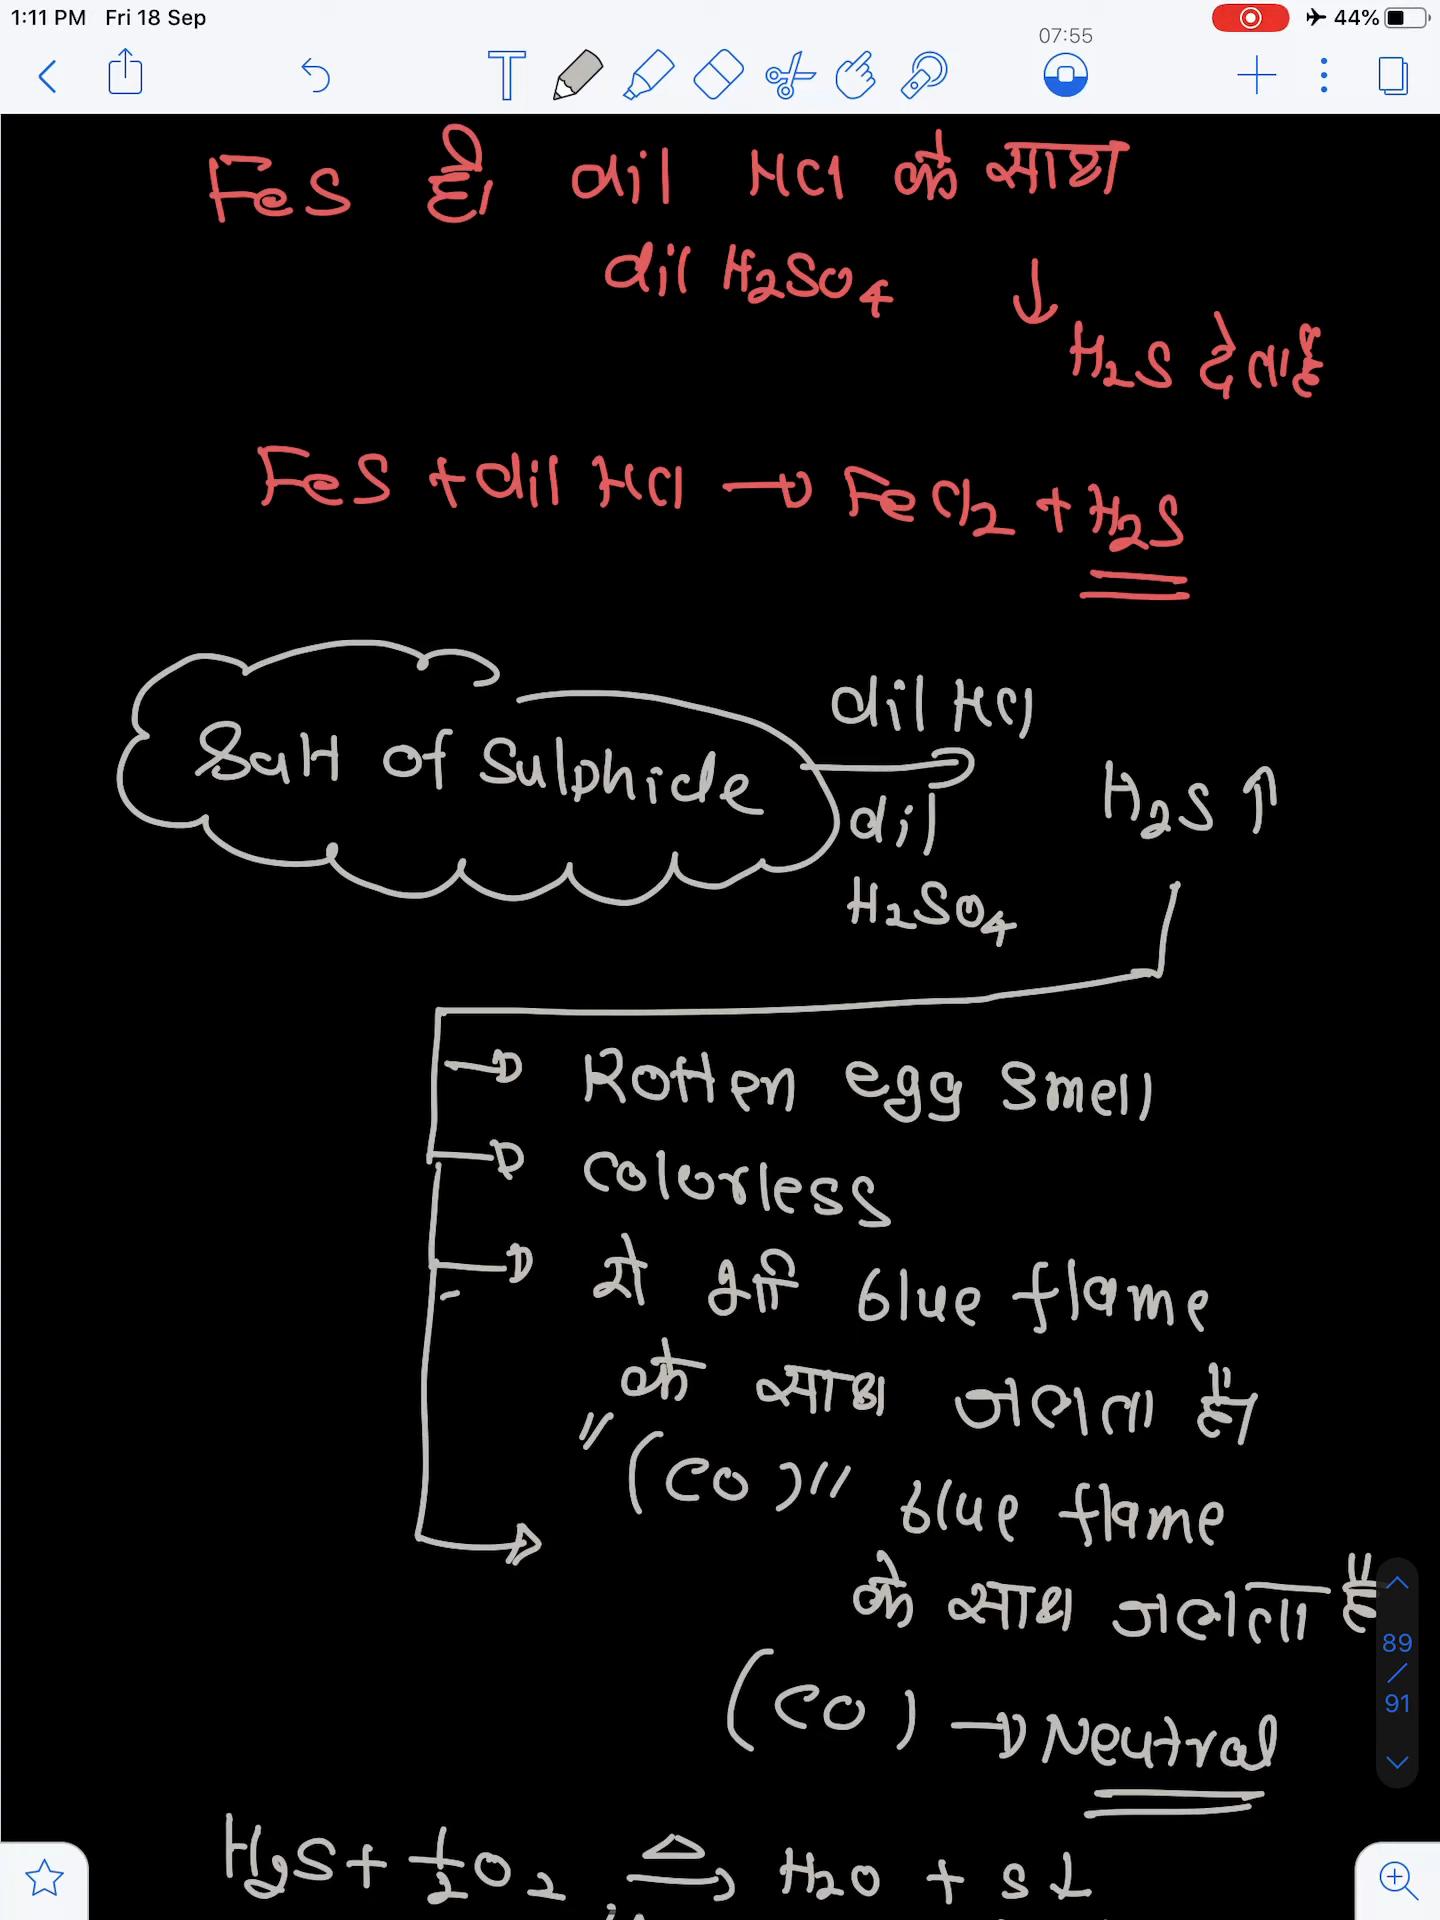 1:11 PM Fri 18 Sep 44%
07:55
FeS है dil HCl के साथ
dil H₂SO₄ ↓
H₂S देता है
FeS + dil HCl → FeCl₂ + H₂S
Salt of Sulphide → H₂S ↑
dil HCl
dil
H₂SO₄
→ Rotten egg smell
→ colorless
→ ये भी blue flame
के साथ जलता है
"(CO)" blue flame
के साथ जलता है
(CO) → Neutral
H₂S + ½O₂ △→ H₂O + S↓
89
/
91